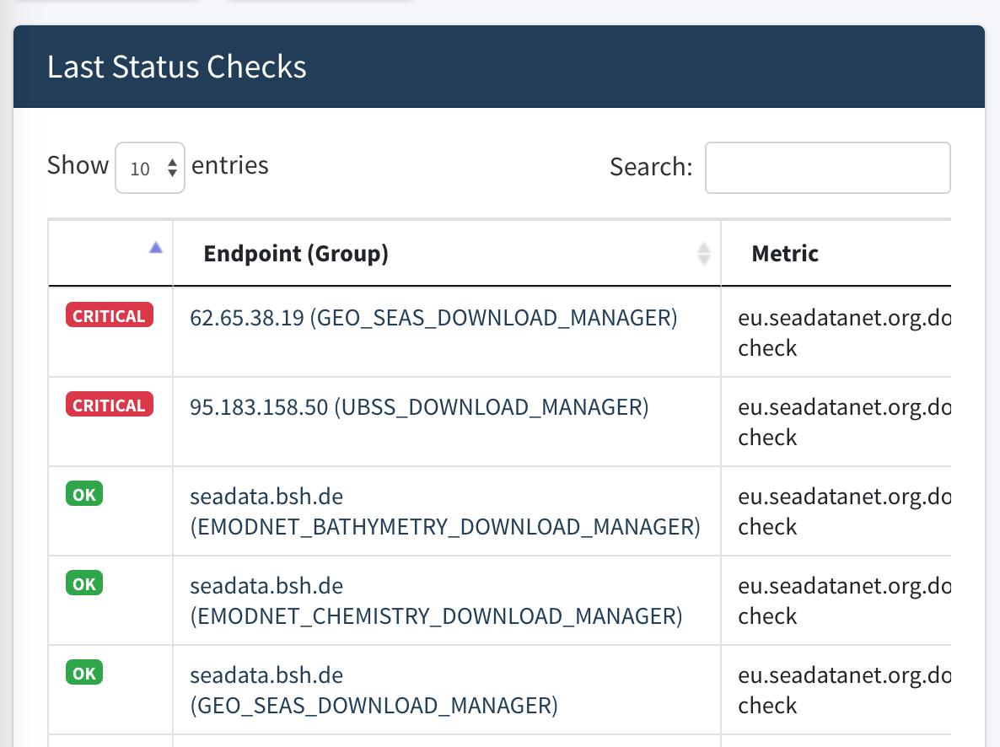 Last Status Checks
Show 10 entries
Search:
Endpoint (Group)
Metric
CRITICAL
62.65.38.19 (GEO_SEAS_DOWNLOAD_MANAGER)
eu.seadatanet.org.do
check
CRITICAL
95.183.158.50 (UBSS_DOWNLOAD_MANAGER)
eu.seadatanet.org.do
check
OK
seadata.bsh.de
(EMODNET_BATHYMETRY_DOWNLOAD_MANAGER)
eu.seadatanet.org.do
check
OK
seadata.bsh.de
(EMODNET_CHEMISTRY_DOWNLOAD_MANAGER)
eu.seadatanet.org.do
check
OK
seadata.bsh.de
(GEO_SEAS_DOWNLOAD_MANAGER)
eu.seadatanet.org.do
check